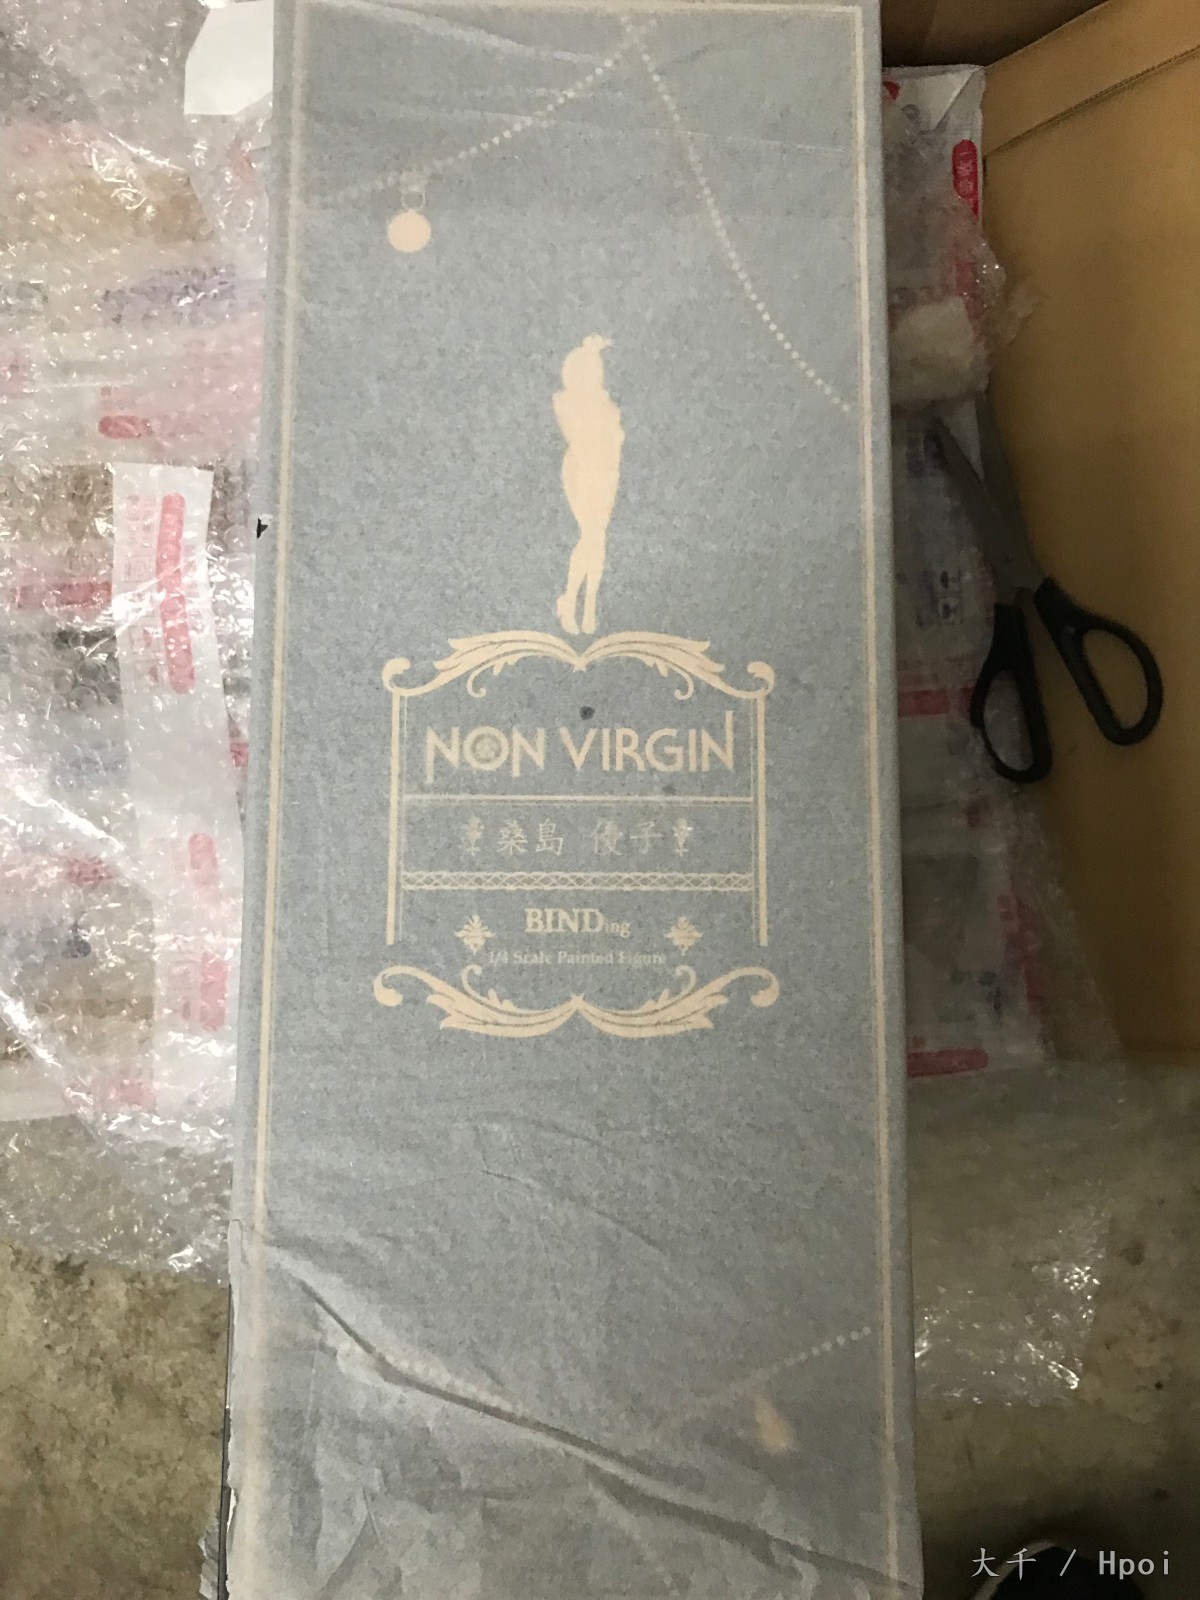 NON VIRGIN
桑島 優子
BINDing
1/4 Scale Painted Figure
大千 / Hpoi